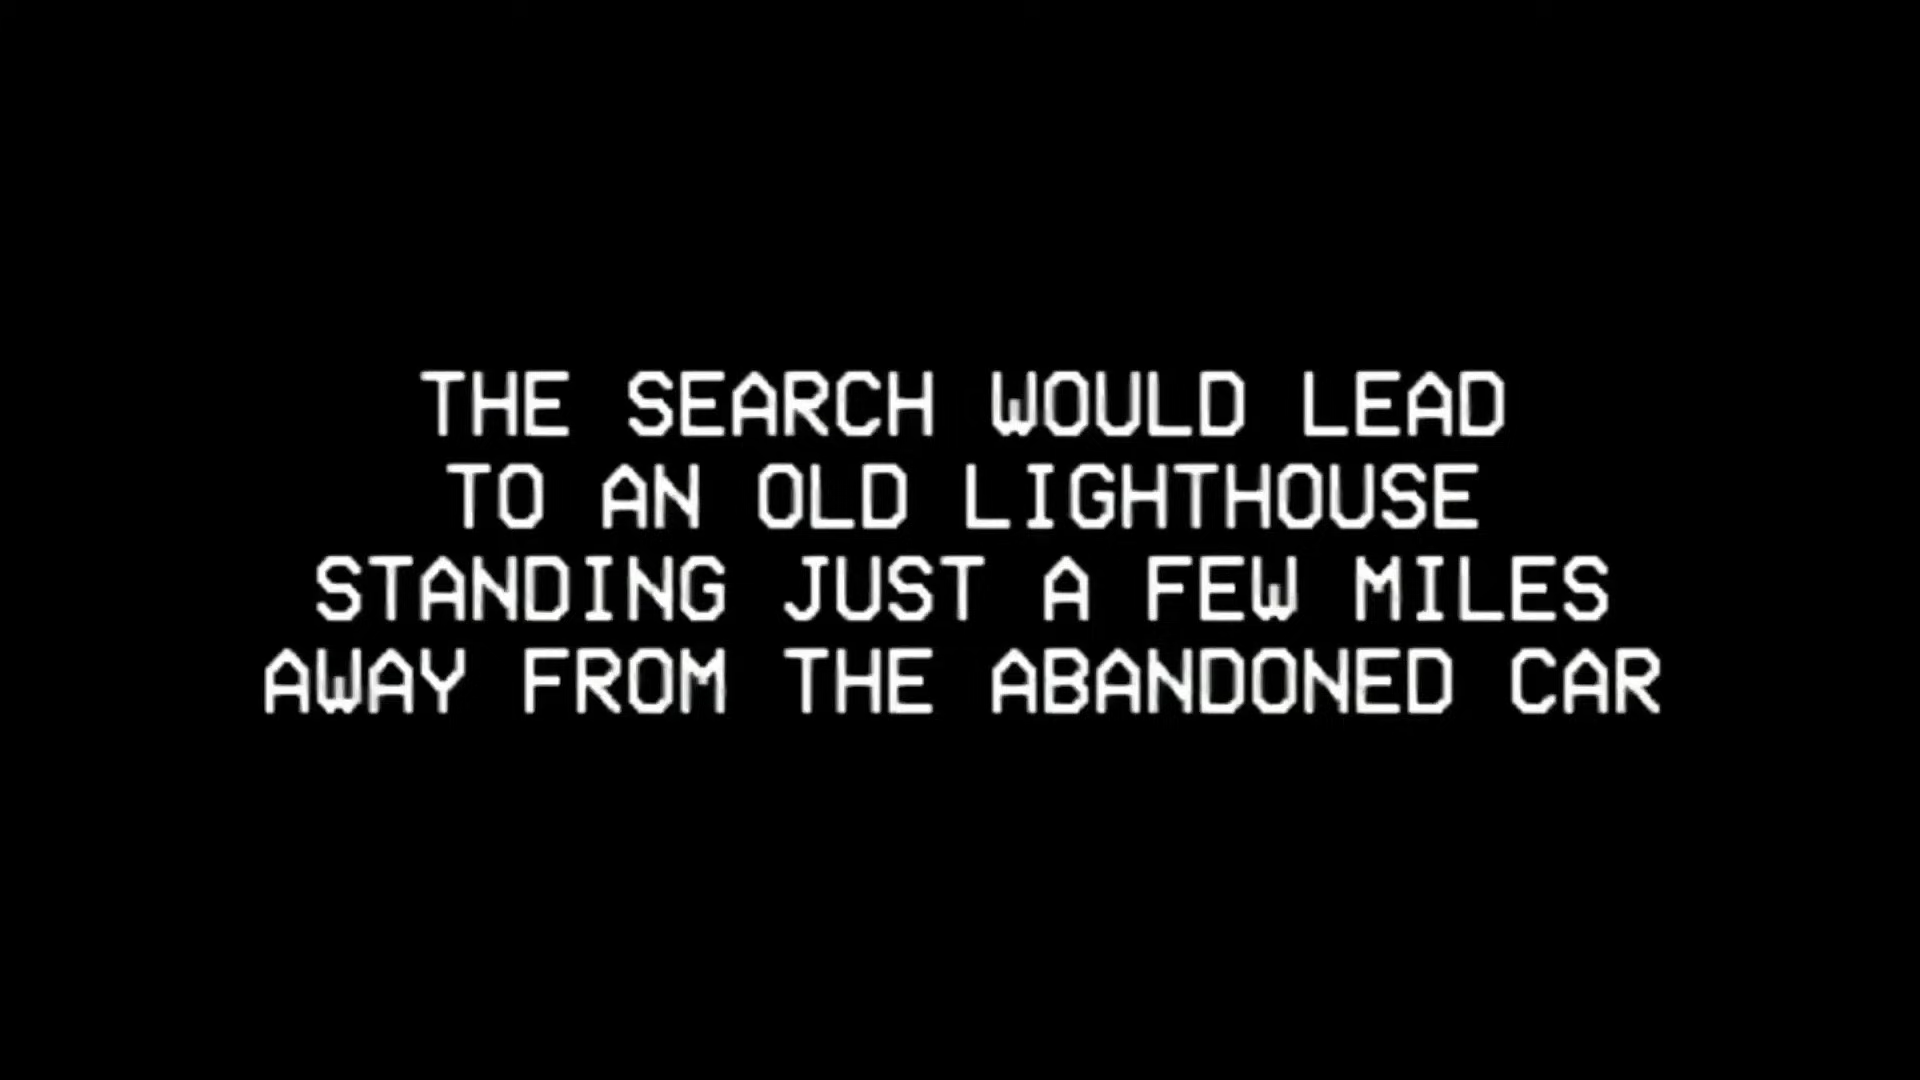 THE SEARCH WOULD LEAD
TO AN OLD LIGHTHOUSE
STANDING JUST A FEW MILES
AWAY FROM THE ABANDONED CAR